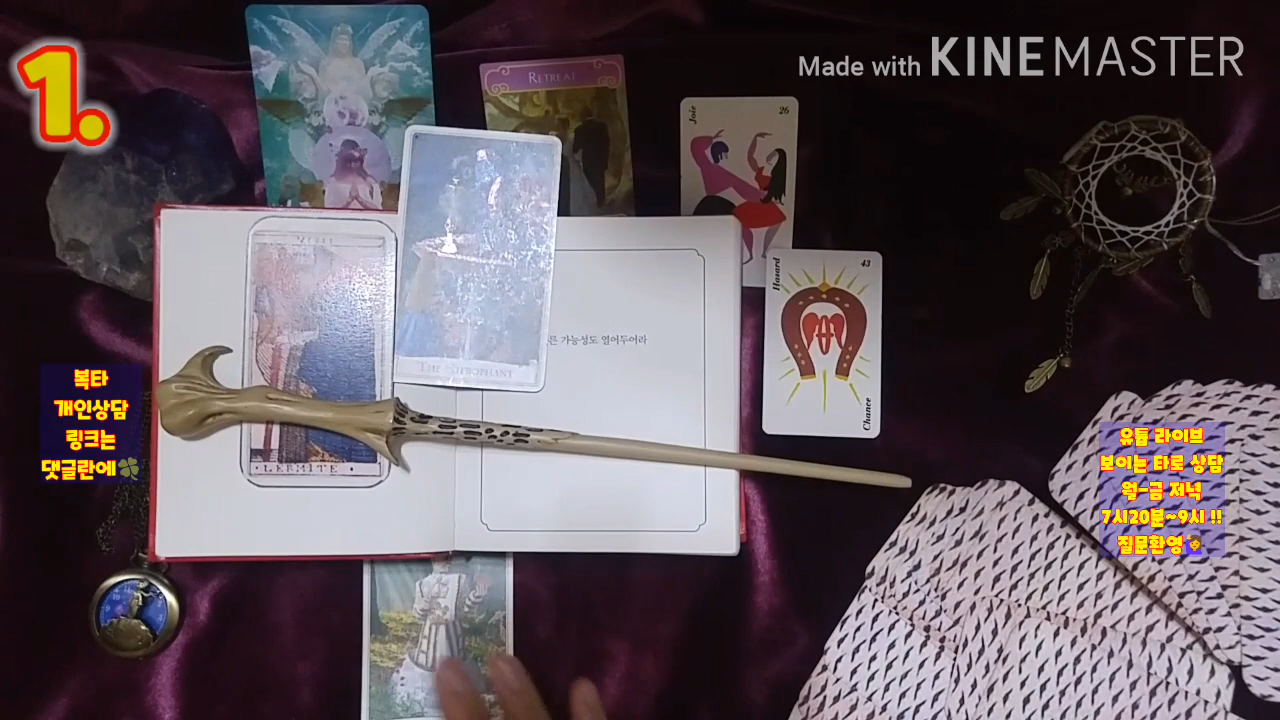 1.
Made with KINEMASTER
RETREAT
Joie
26
43
Hasard
Chance
THE HIEROPHANT
른 가능성도 열어두어라
L'ERMITE
복타
개인상담
링크는
댓글란에🍀
유튭 라이브
보이는 타로 상담
월-금 저녁
7시20분~9시 !!
질문환영🙋